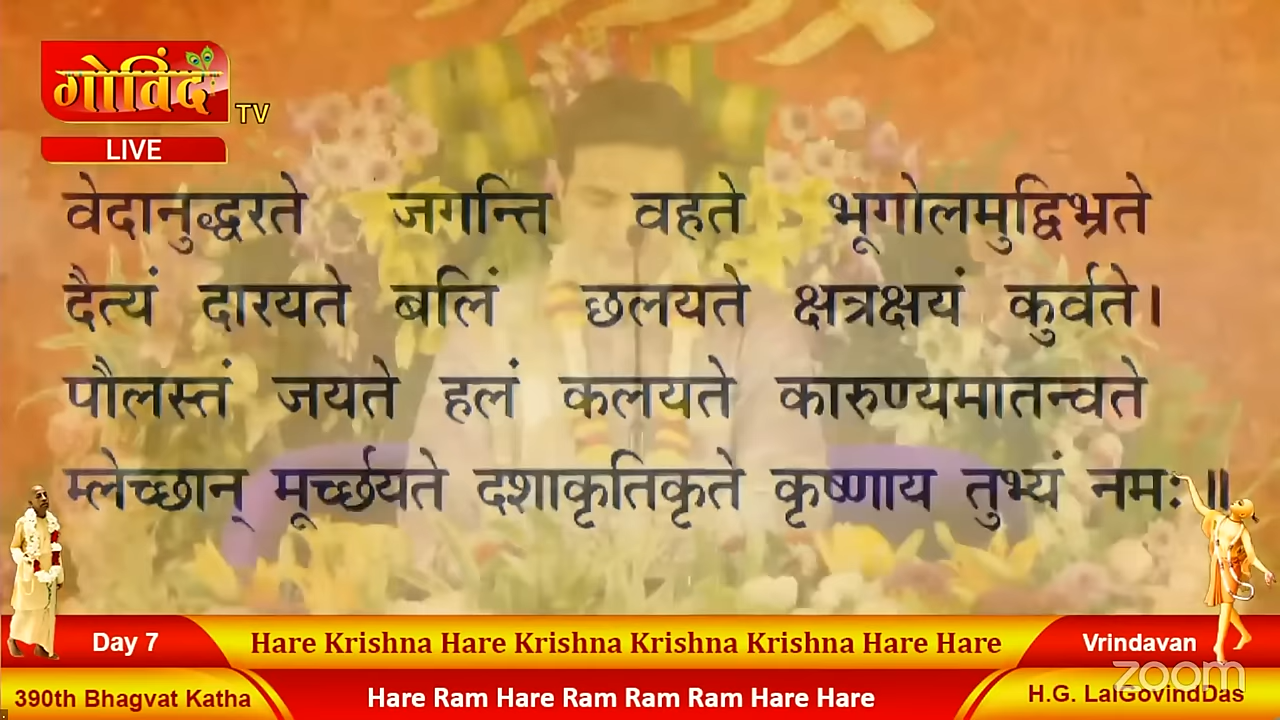 गोविंद
TV
LIVE
वेदानुद्धरते जगन्ति वहते भूगोलमुद्विभ्रते
दैत्यं दारयते बलिं छलयते क्षत्रक्षयं कुर्वते।
पौलस्तं जयते हलं कलयते कारुण्यमातन्वते
म्लेच्छान् मूर्च्छयते दशाकृतिकृते कृष्णाय तुभ्यं नमः॥
Day 7
Hare Krishna Hare Krishna Krishna Krishna Hare Hare
Vrindavan
zoom
390th Bhagvat Katha
Hare Ram Hare Ram Ram Ram Hare Hare
H.G. LalGovindDas